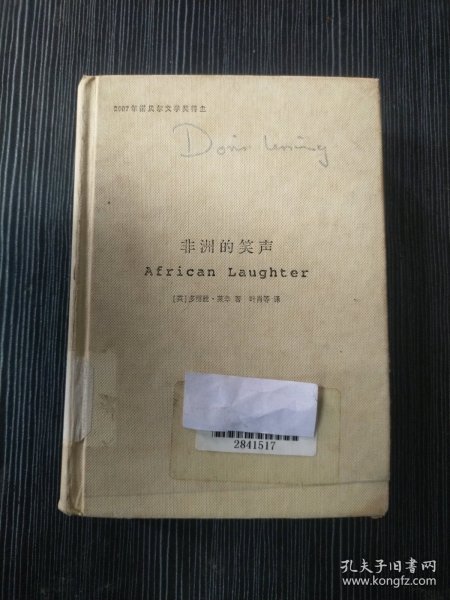 2007年诺贝尔文学奖得主
Doris Lessing
非洲的笑声
African Laughter
[英]多丽丝·莱辛 著 叶肖等 译
2841517
孔夫子旧书网
www.kongfz.com